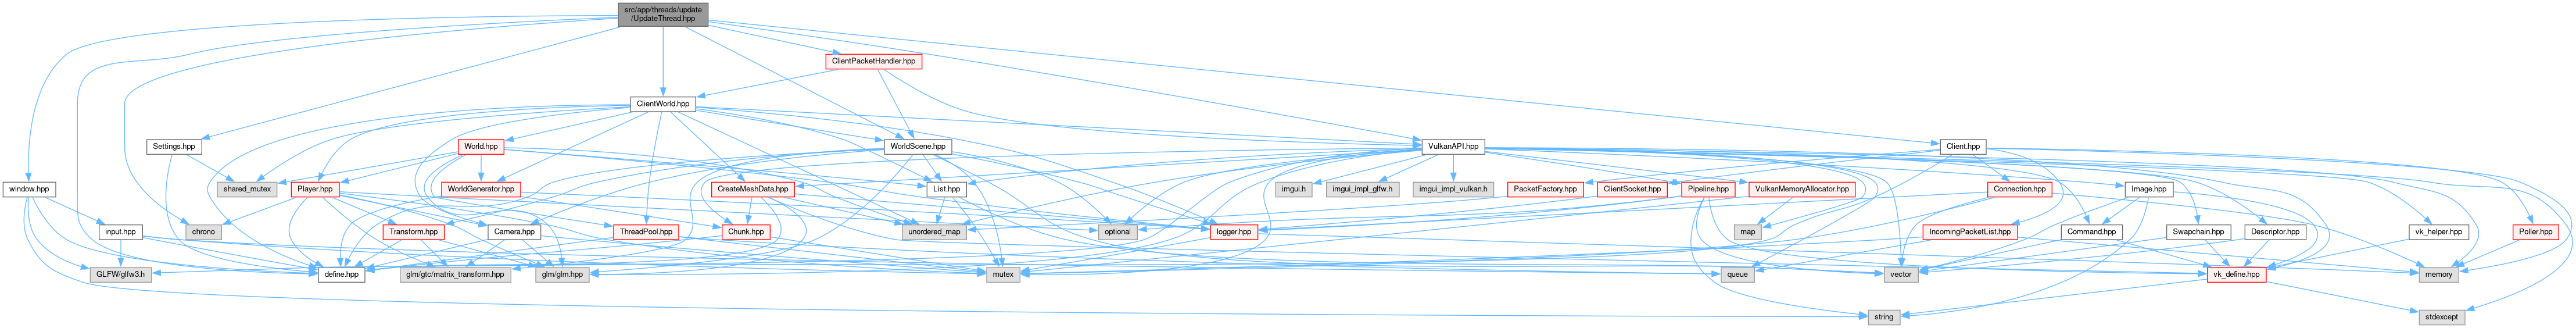 src/app/threads/update
/UpdateThread.hpp
ClientPacketHandler.hpp
ClientWorld.hpp
Settings.hpp
World.hpp
WorldScene.hpp
VulkanAPI.hpp
Client.hpp
window.hpp
shared_mutex
Player.hpp
WorldGenerator.hpp
List.hpp
CreateMeshData.hpp
imgui.h
imgui_impl_glfw.h
imgui_impl_vulkan.h
PacketFactory.hpp
ClientSocket.hpp
Pipeline.hpp
VulkanMemoryAllocator.hpp
Connection.hpp
Image.hpp
input.hpp
chrono
Transform.hpp
Camera.hpp
ThreadPool.hpp
Chunk.hpp
unordered_map
optional
logger.hpp
map
IncomingPacketList.hpp
Command.hpp
Swapchain.hpp
Descriptor.hpp
vk_helper.hpp
Poller.hpp
GLFW/glfw3.h
define.hpp
glm/gtc/matrix_transform.hpp
glm/glm.hpp
mutex
queue
vector
vk_define.hpp
memory
string
stdexcept